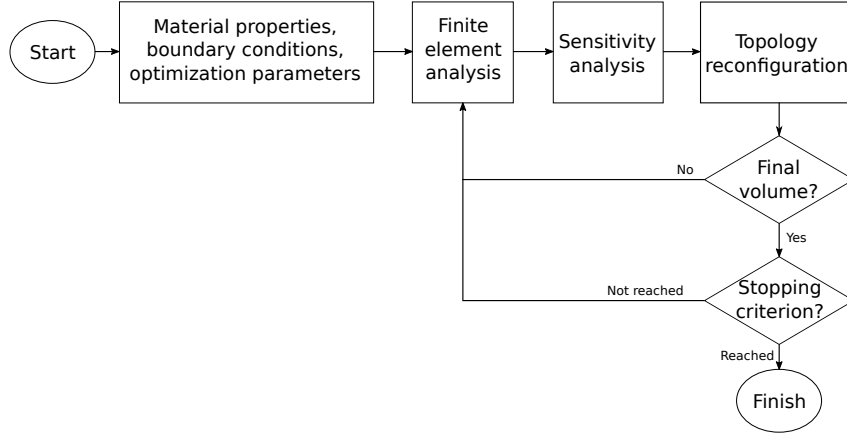 Start
Material properties,
boundary conditions,
optimization parameters
Finite
element
analysis
Sensitivity
analysis
Topology
reconfiguration
Final
volume?
No
Yes
Stopping
criterion?
Not reached
Reached
Finish